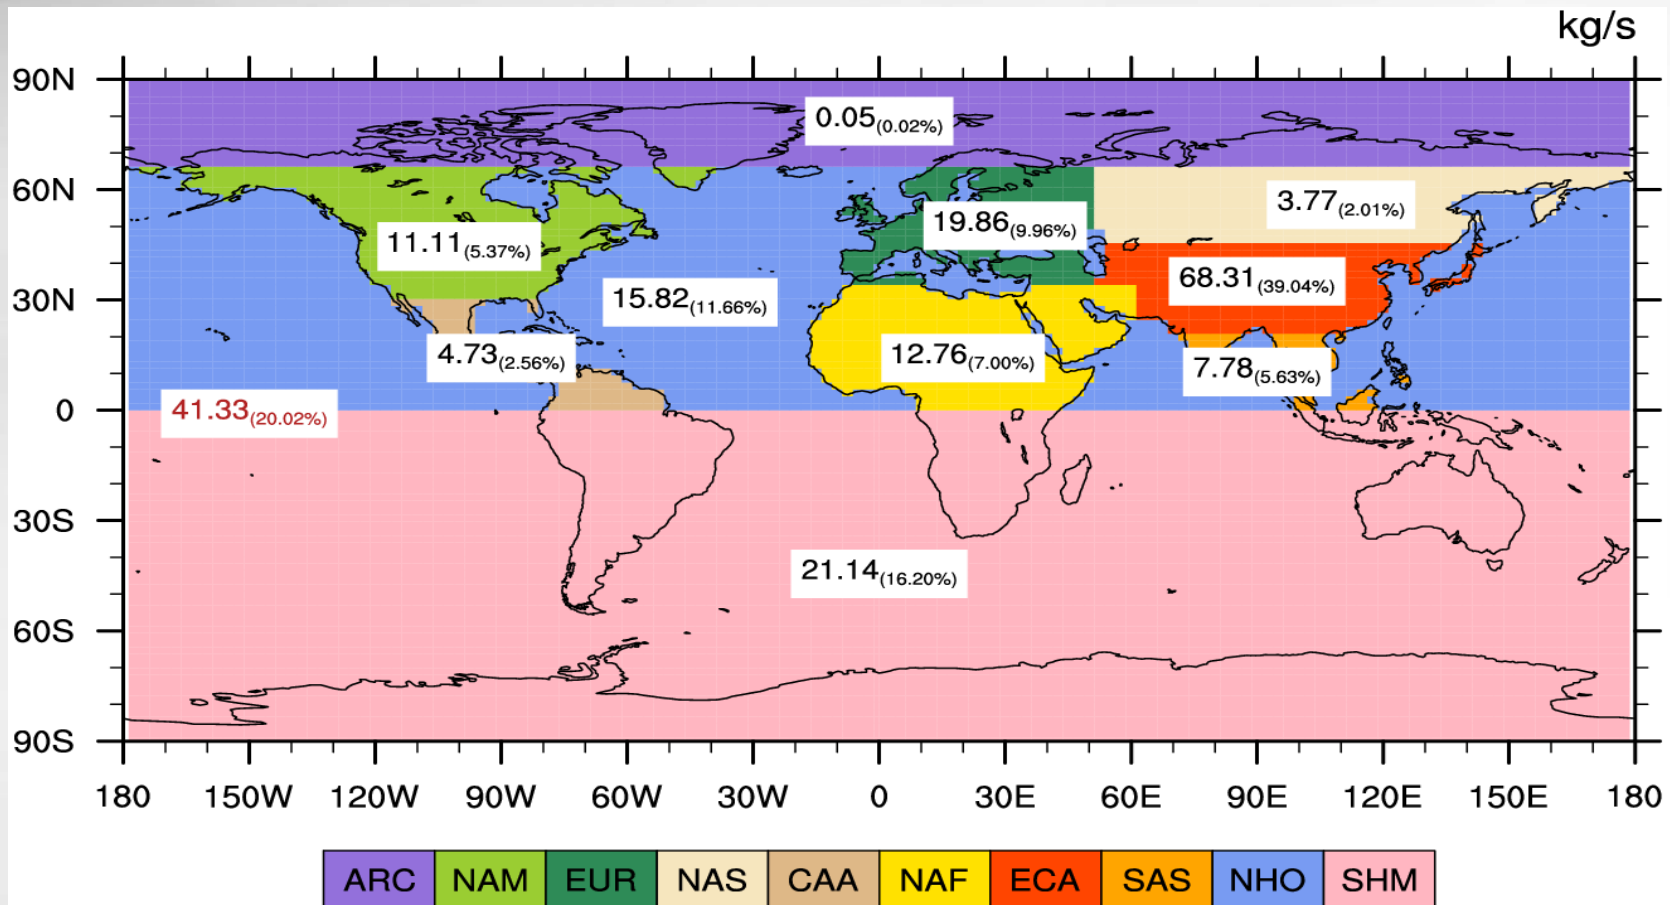 kg/s
90N
0.05(0.02%)
60N
3.77(2.01%)
19.86(9.96%)
11.11(5.37%)
68.31(39.04%)
30N
15.82(11.66%)
4.73(2.56%)
12.76(7.00%)
7.78(5.63%)
0
41.33(20.02%)
30S
21.14(16.20%)
60S
90S
180 150W 120W 90W 60W 30W 0 30E 60E 90E 120E 150E 180
ARC NAM EUR NAS CAA NAF ECA SAS NHO SHM